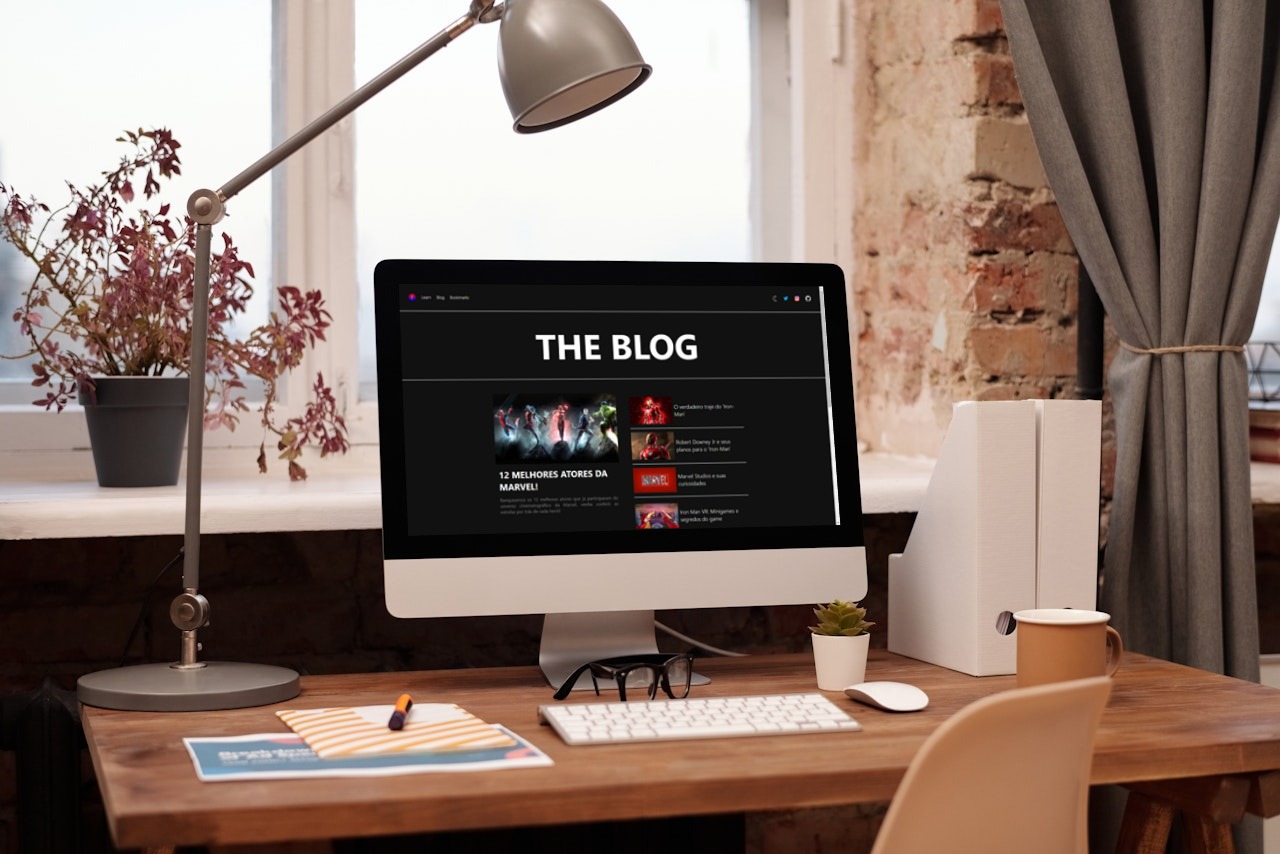 Learn Blog Bookmarks
THE BLOG
12 MELHORES ATORES DA
MARVEL!
O verdadeiro traje do 'Iron
Man'
Robert Downey Jr e seus
planos para o 'Iron Man'
MARVEL
Marvel Studios e suas
curiosidades
Iron Man VR: Minigames e
segredos do game